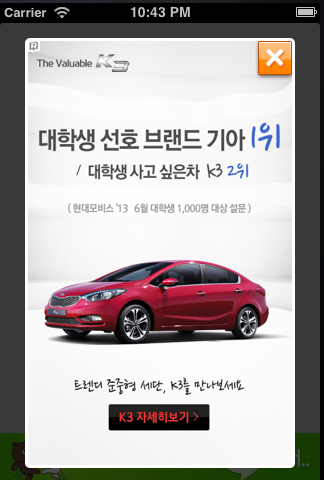 Carrier 10:43 PM
The Valuable K3
대학생 선호 브랜드 기아 1위
/ 대학생 사고 싶은차 K3 2위
( 현대모비스 '13 6월 대학생 1,000명 대상 설문 )
트렌디 준중형 세단, K3를 만나보세요
K3 자세히보기 >